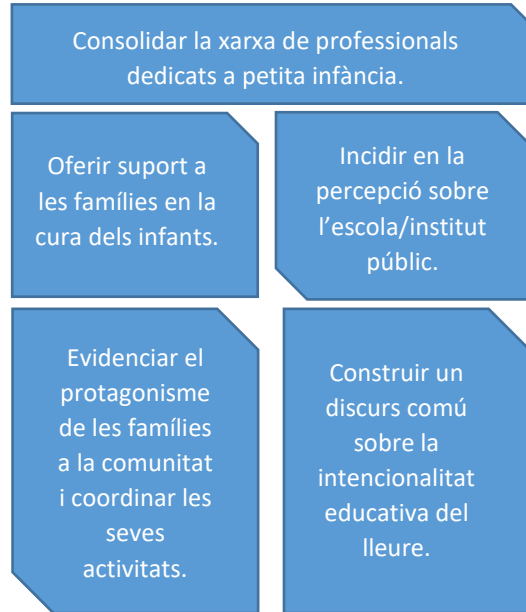 Consolidar la xarxa de professionals
dedicats a petita infància.
Oferir suport a
les famílies en la
cura dels infants.
Incidir en la
percepció sobre
l’escola/institut
públic.
Evidenciar el
protagonisme
de les famílies
a la comunitat
i coordinar les
seves
activitats.
Construir un
discurs comú
sobre la
intencionalitat
educativa del
lleure.